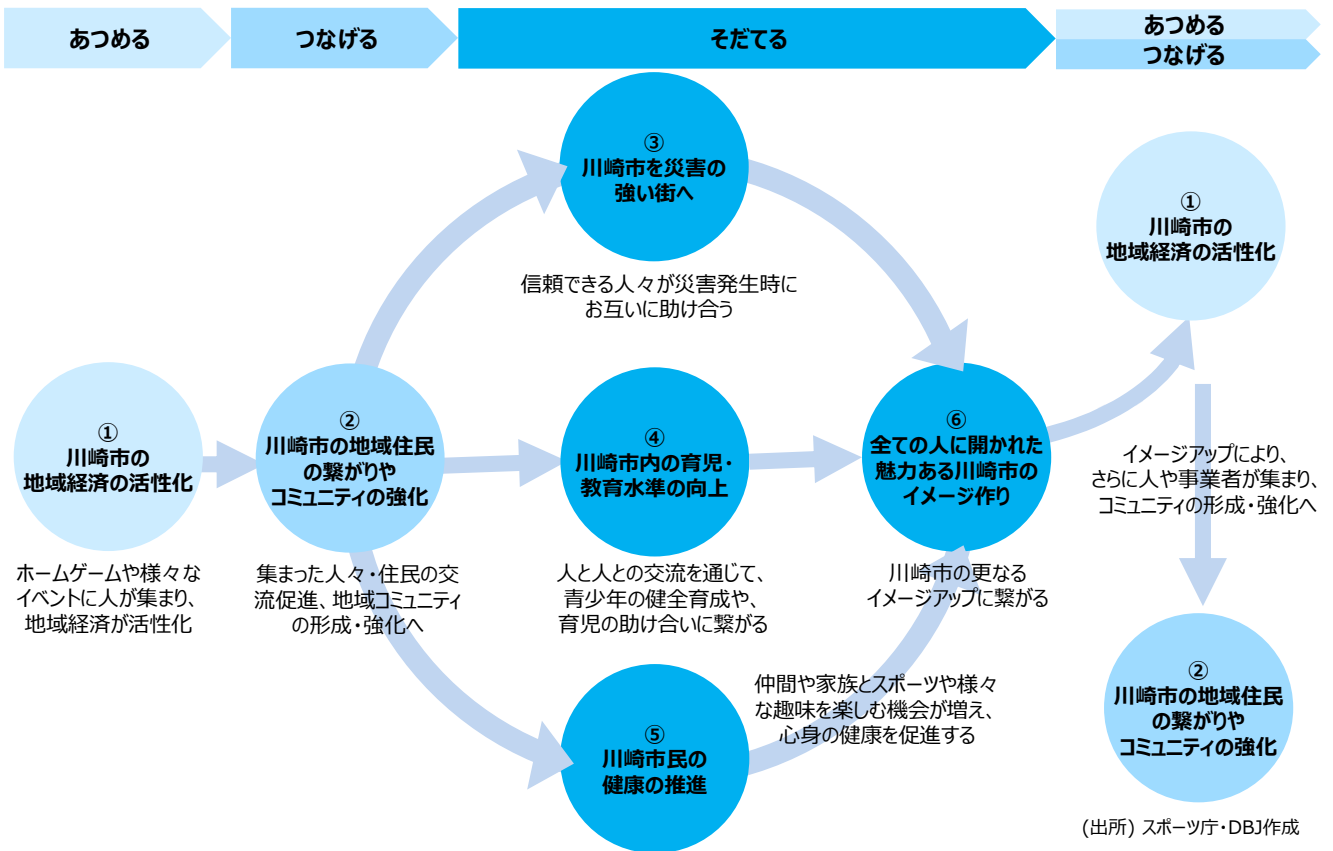 あつめる
つなげる
そだてる
あつめる
つなげる
③
川崎市を災害の
強い街へ
信頼できる人々が災害発生時に
お互いに助け合う
①
川崎市の
地域経済の活性化
①
川崎市の
地域経済の活性化
ホームゲームや様々な
イベントに人が集まり、
地域経済が活性化
②
川崎市の地域住民
の繋がりや
コミュニティの強化
集まった人々・住民の交
流促進、地域コミュニティ
の形成・強化へ
④
川崎市内の育児・
教育水準の向上
人と人との交流を通じて、
青少年の健全育成や、
育児の助け合いに繋がる
⑥
全ての人に開かれた
魅力ある川崎市の
イメージ作り
川崎市の更なる
イメージアップに繋がる
イメージアップにより、
さらに人や事業者が集まり、
コミュニティの形成・強化へ
⑤
川崎市民の
健康の推進
仲間や家族とスポーツや様々
な趣味を楽しむ機会が増え、
心身の健康を促進する
②
川崎市の地域住民
の繋がりや
コミュニティの強化
(出所) スポーツ庁・DBJ作成